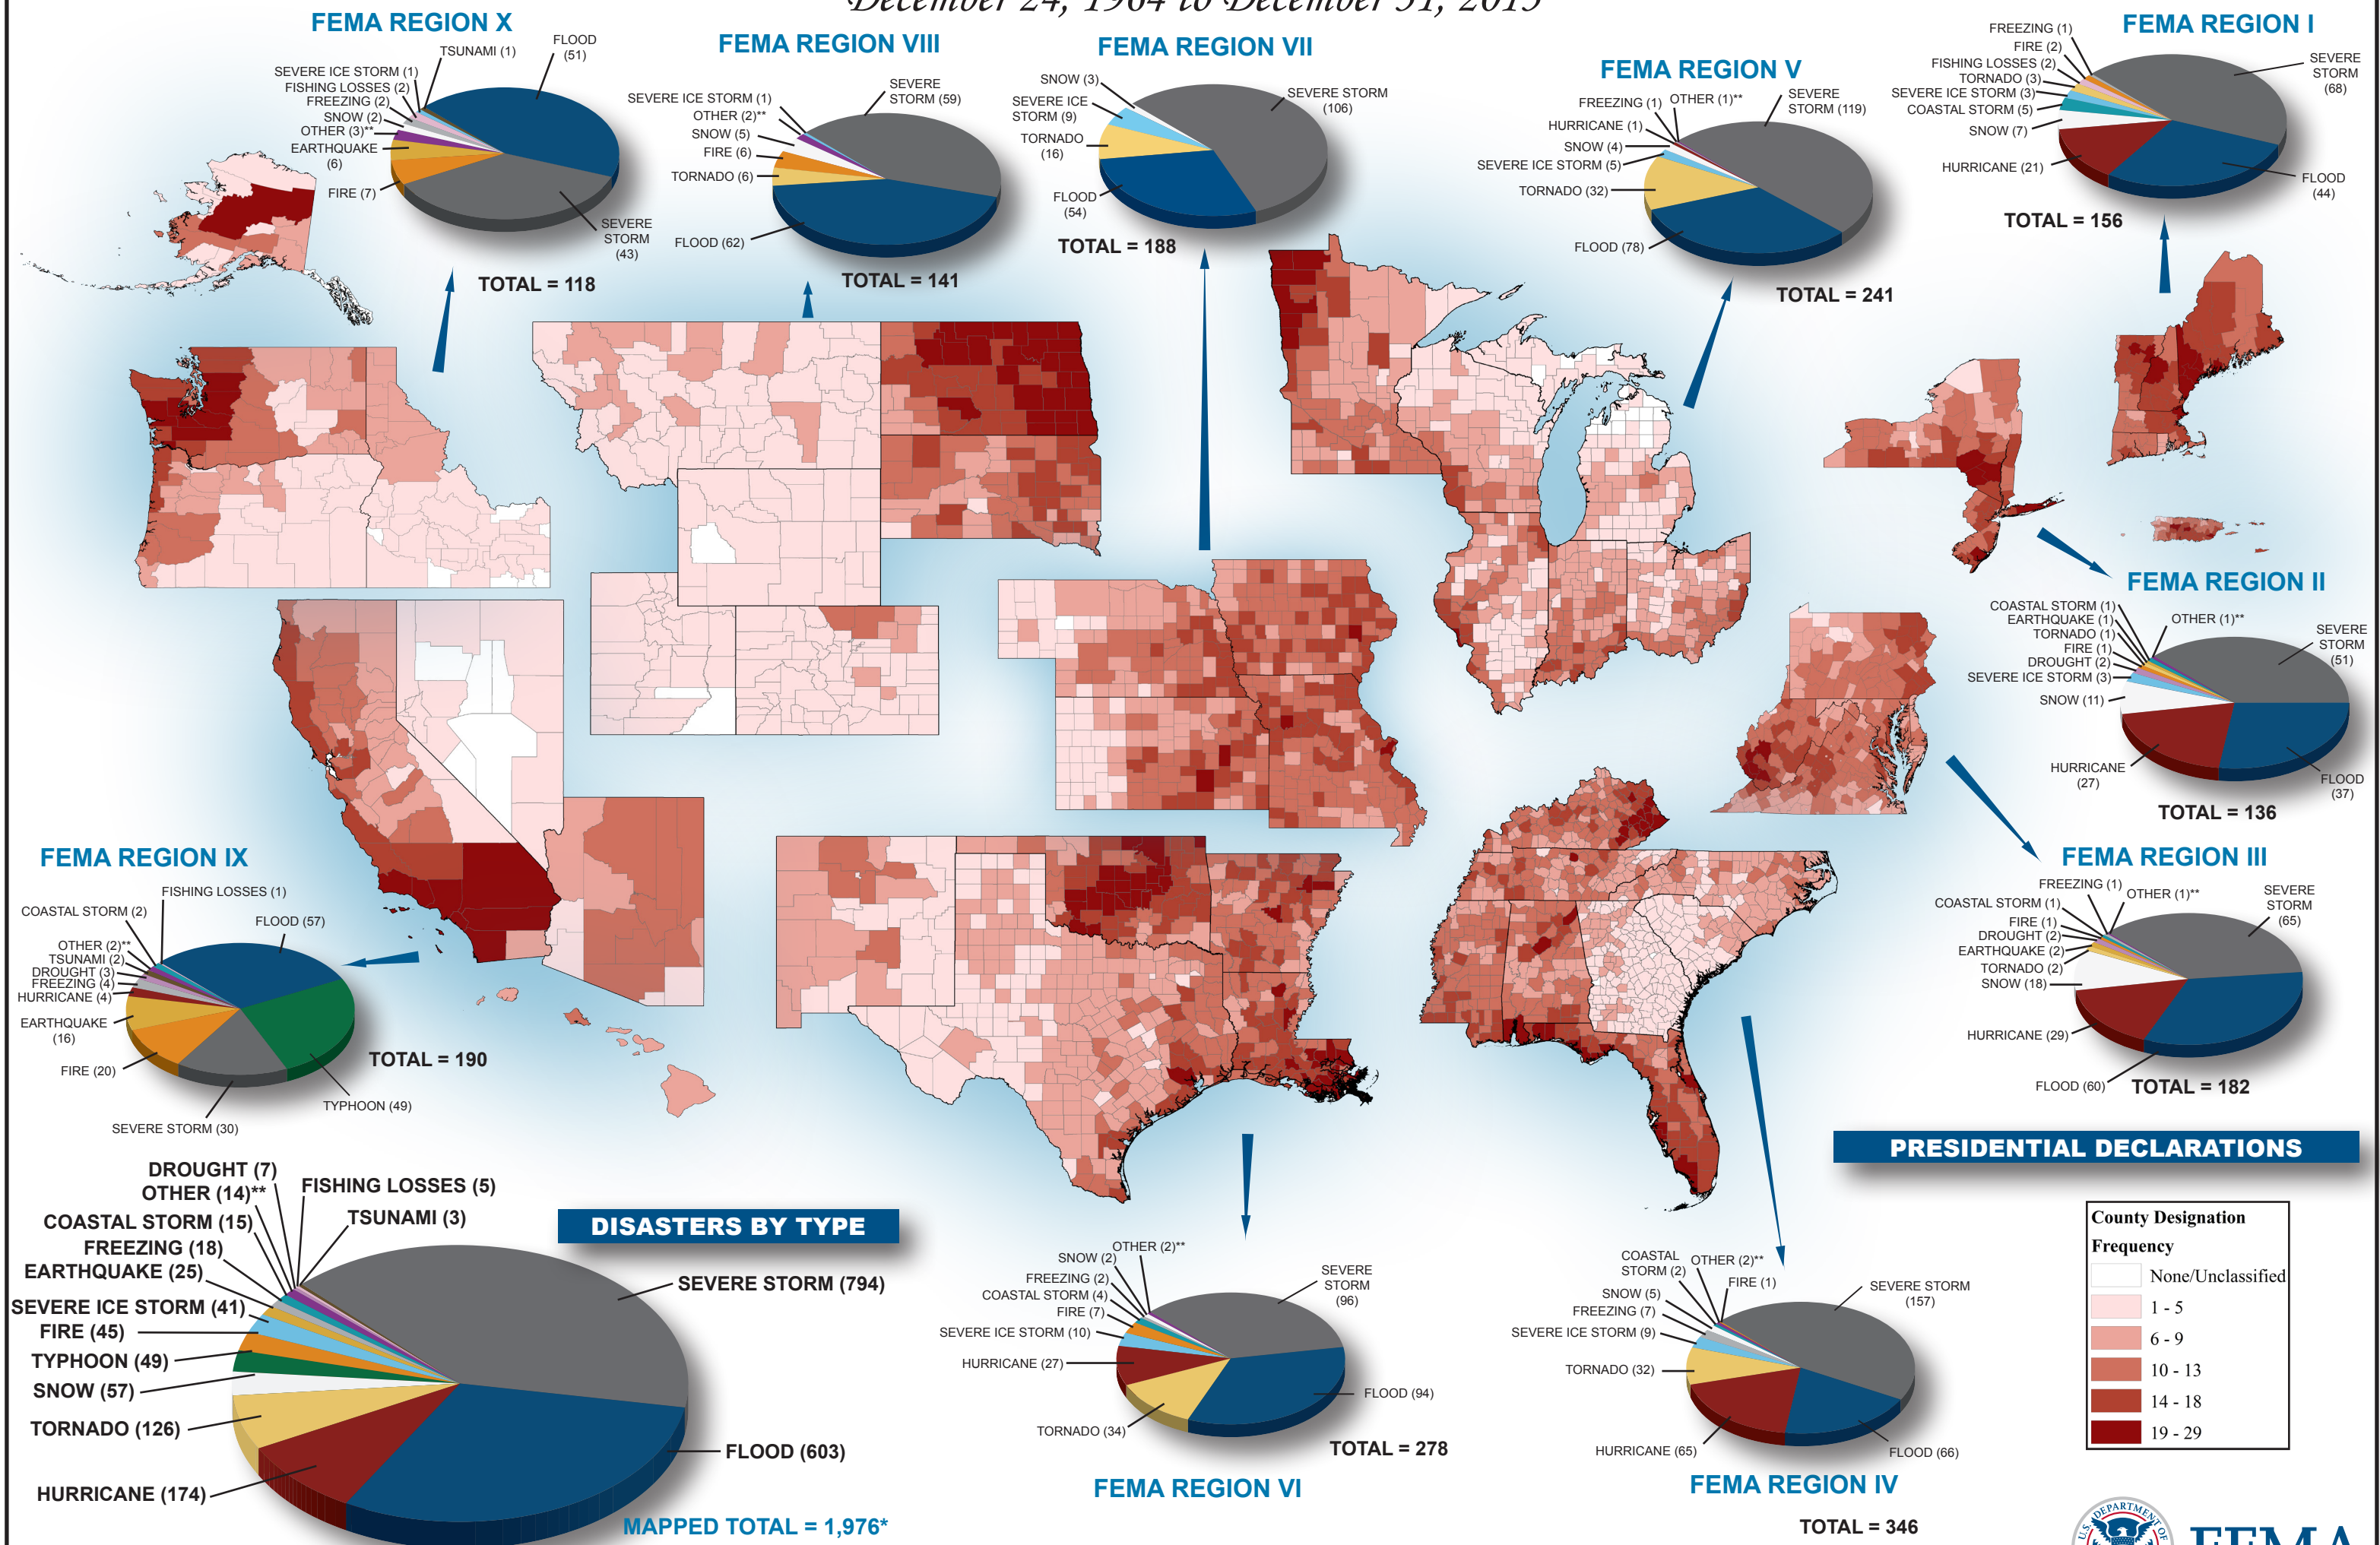 December 24, 1964 to December 31, 2013
FEMA REGION X
TSUNAMI (1)
FLOOD
(51)
SEVERE ICE STORM (1)
FISHING LOSSES (2)
FREEZING (2)
SNOW (2)
OTHER (3)**
EARTHQUAKE
(6)
FIRE (7)
SEVERE
STORM
(43)
TOTAL = 118
FEMA REGION VIII
SEVERE
STORM (59)
SEVERE ICE STORM (1)
OTHER (2)**
SNOW (5)
FIRE (6)
TORNADO (6)
FLOOD (62)
TOTAL = 141
FEMA REGION VII
SNOW (3)
SEVERE STORM
(106)
SEVERE ICE
STORM (9)
TORNADO
(16)
FLOOD
(54)
TOTAL = 188
FEMA REGION V
FREEZING (1)
OTHER (1)**
SEVERE
STORM (119)
HURRICANE (1)
SNOW (4)
SEVERE ICE STORM (5)
TORNADO (32)
FLOOD (78)
TOTAL = 241
FEMA REGION I
FREEZING (1)
FIRE (2)
FISHING LOSSES (2)
TORNADO (3)
SEVERE ICE STORM (3)
COASTAL STORM (5)
SNOW (7)
HURRICANE (21)
SEVERE
STORM
(68)
FLOOD
(44)
TOTAL = 156
FEMA REGION II
COASTAL STORM (1)
EARTHQUAKE (1)
TORNADO (1)
FIRE (1)
DROUGHT (2)
SEVERE ICE STORM (3)
SNOW (11)
OTHER (1)**
SEVERE
STORM
(51)
HURRICANE
(27)
FLOOD
(37)
TOTAL = 136
FEMA REGION III
FREEZING (1)
OTHER (1)**
COASTAL STORM (1)
FIRE (1)
DROUGHT (2)
EARTHQUAKE (2)
TORNADO (2)
SNOW (18)
SEVERE
STORM
(65)
HURRICANE (29)
FLOOD (60)
TOTAL = 182
FEMA REGION IX
FISHING LOSSES (1)
COASTAL STORM (2)
FLOOD (57)
OTHER (2)**
TSUNAMI (2)
DROUGHT (3)
FREEZING (4)
HURRICANE (4)
EARTHQUAKE
(16)
FIRE (20)
SEVERE STORM (30)
TYPHOON (49)
TOTAL = 190
PRESIDENTIAL DECLARATIONS
County Designation
Frequency
None/Unclassified
1 - 5
6 - 9
10 - 13
14 - 18
19 - 29
DISASTERS BY TYPE
DROUGHT (7)
OTHER (14)**
FISHING LOSSES (5)
COASTAL STORM (15)
TSUNAMI (3)
FREEZING (18)
EARTHQUAKE (25)
SEVERE ICE STORM (41)
FIRE (45)
TYPHOON (49)
SNOW (57)
TORNADO (126)
HURRICANE (174)
SEVERE STORM (794)
FLOOD (603)
MAPPED TOTAL = 1,976*
OTHER (2)**
SNOW (2)
FREEZING (2)
COASTAL STORM (4)
FIRE (7)
SEVERE ICE STORM (10)
HURRICANE (27)
TORNADO (34)
SEVERE
STORM
(96)
FLOOD (94)
TOTAL = 278
FEMA REGION VI
COASTAL
STORM (2)
OTHER (2)**
FIRE (1)
SNOW (5)
FREEZING (7)
SEVERE ICE STORM (9)
TORNADO (32)
SEVERE STORM
(157)
HURRICANE (65)
FLOOD (66)
FEMA REGION IV
TOTAL = 346
U.S. DEPARTMENT OF
FEMA